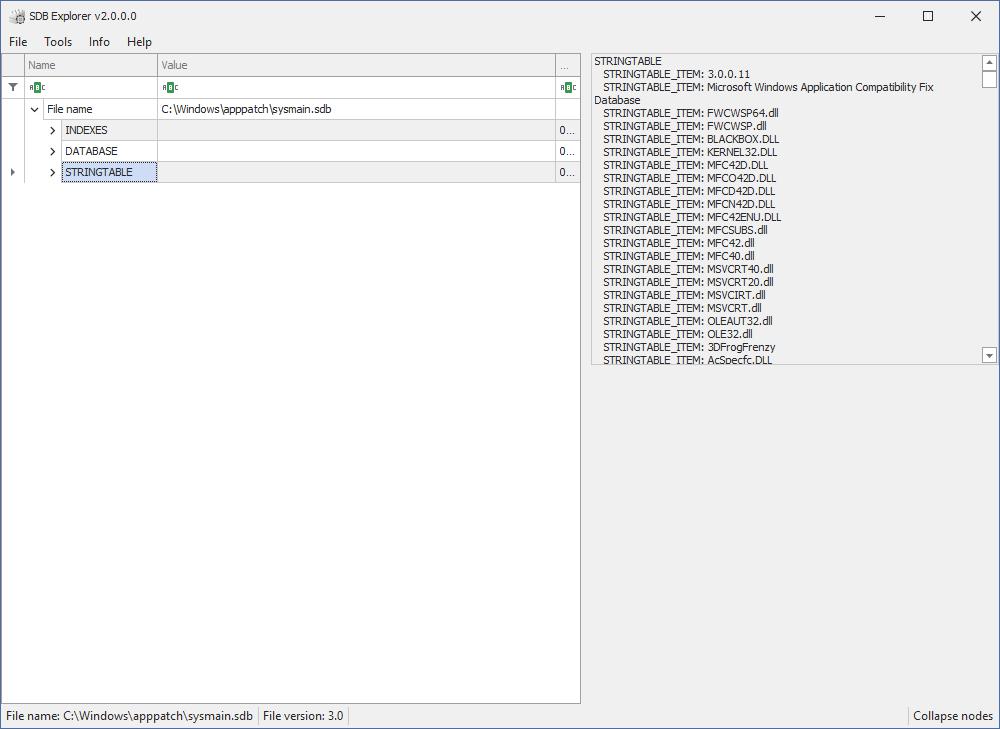 SDB Explorer v2.0.0.0
File Tools Info Help
Name Value ...
ABC ABC ABC
File name C:\Windows\apppatch\sysmain.sdb
INDEXES 0...
DATABASE 0...
STRINGTABLE 0...
STRINGTABLE
STRINGTABLE_ITEM: 3.0.0.11
STRINGTABLE_ITEM: Microsoft Windows Application Compatibility Fix
Database
STRINGTABLE_ITEM: FWCWSP64.dll
STRINGTABLE_ITEM: FWCWSP.dll
STRINGTABLE_ITEM: BLACKBOX.DLL
STRINGTABLE_ITEM: KERNEL32.DLL
STRINGTABLE_ITEM: MFC42D.DLL
STRINGTABLE_ITEM: MFCO42D.DLL
STRINGTABLE_ITEM: MFCD42D.DLL
STRINGTABLE_ITEM: MFCN42D.DLL
STRINGTABLE_ITEM: MFC42ENU.DLL
STRINGTABLE_ITEM: MFCSUBS.dll
STRINGTABLE_ITEM: MFC42.dll
STRINGTABLE_ITEM: MFC40.dll
STRINGTABLE_ITEM: MSVCRT40.dll
STRINGTABLE_ITEM: MSVCRT20.dll
STRINGTABLE_ITEM: MSVCIRT.dll
STRINGTABLE_ITEM: MSVCRT.dll
STRINGTABLE_ITEM: OLEAUT32.dll
STRINGTABLE_ITEM: OLE32.dll
STRINGTABLE_ITEM: 3DFrogFrenzy
STRINGTABLE_ITEM: AcSpecfc.DLL
File name: C:\Windows\apppatch\sysmain.sdb File version: 3.0 Collapse nodes